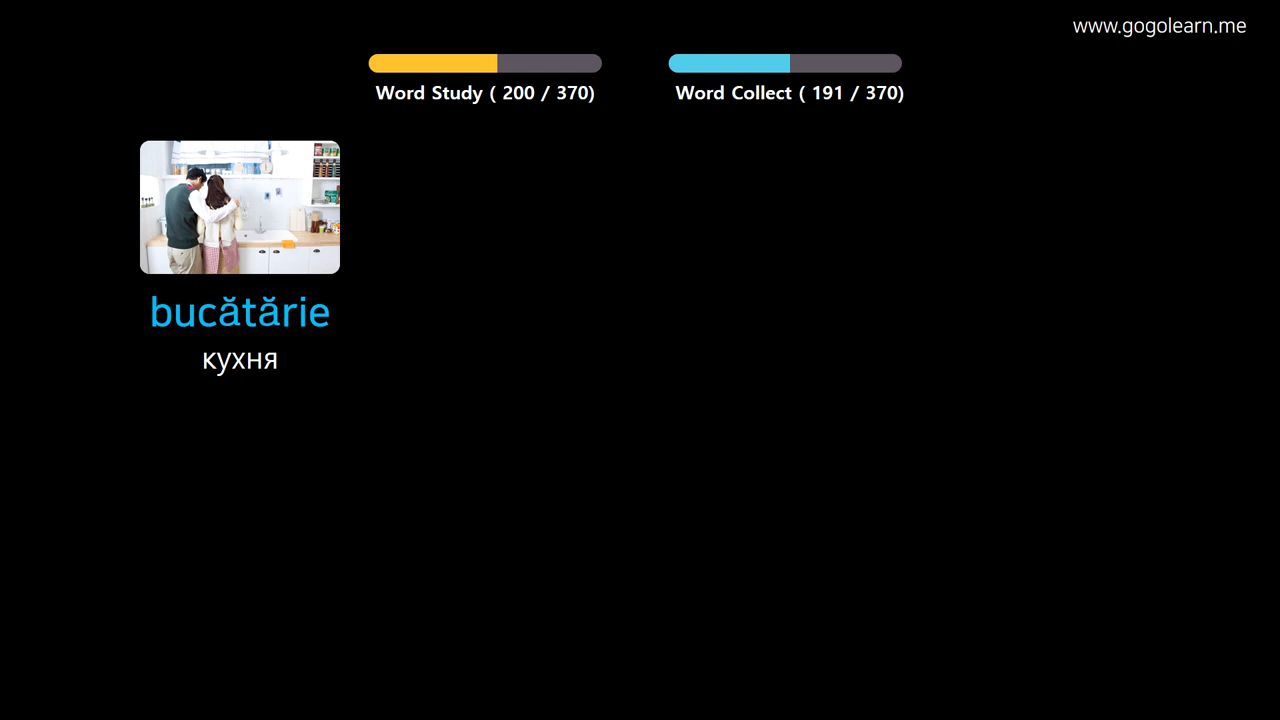 www.gogolearn.me
Word Study ( 200 / 370)
Word Collect ( 191 / 370)
bucătărie
кухня